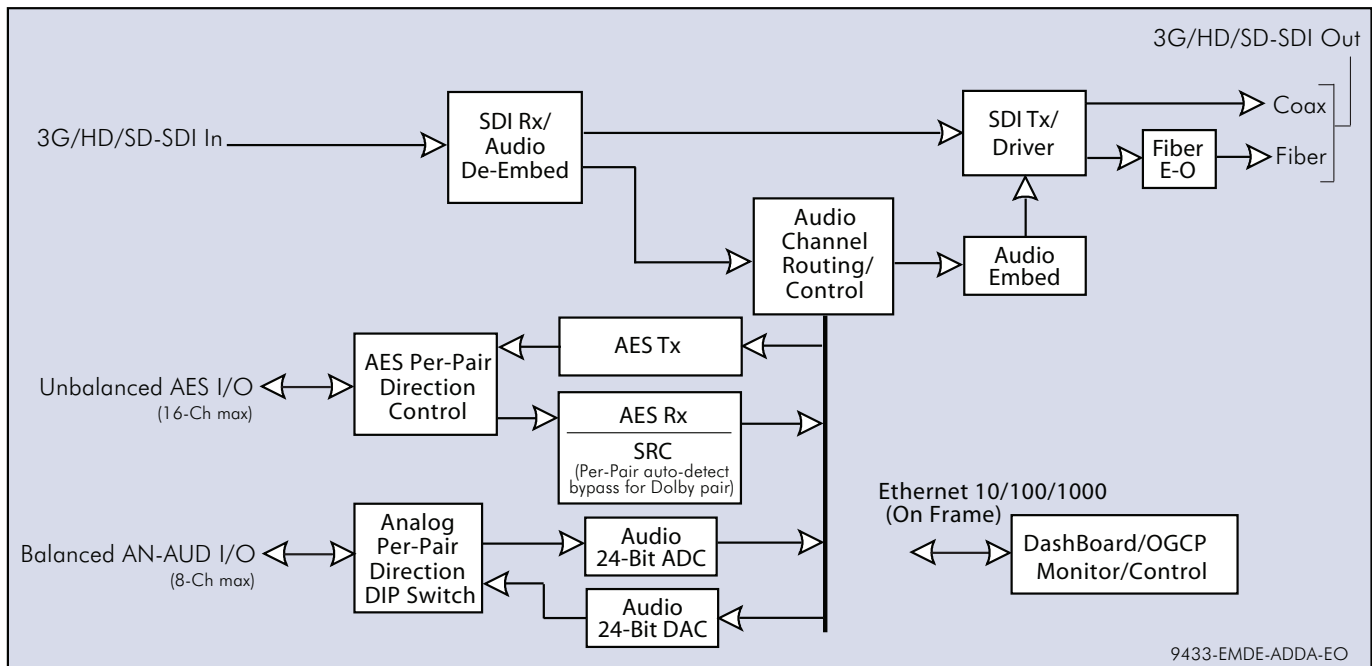 3G/HD/SD-SDI Out
3G/HD/SD-SDI In
SDI Rx/
Audio
De-Embed
SDI Tx/
Driver
Coax
Fiber
E-O
Fiber
Audio
Channel
Routing/
Control
Audio
Embed
Unbalanced AES I/O
(16-Ch max)
AES Per-Pair
Direction
Control
AES Tx
AES Rx
SRC
(Per-Pair auto-detect
bypass for Dolby pair)
Balanced AN-AUD I/O
(8-Ch max)
Analog
Per-Pair
Direction
DIP Switch
Audio
24-Bit ADC
Audio
24-Bit DAC
Ethernet 10/100/1000
(On Frame)
DashBoard/OGCP
Monitor/Control
9433-EMDE-ADDA-EO